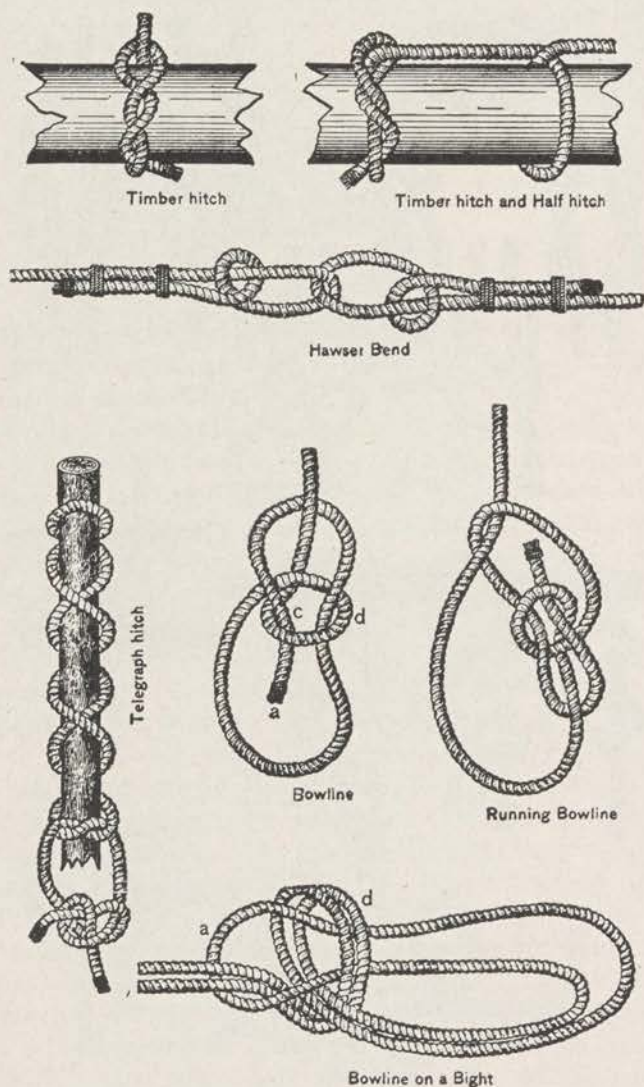 Timber hitch
Timber hitch and Half hitch
Hawser Bend
Telegraph hitch
c
d
a
Bowline
Running Bowline
d
a
Bowline on a Bight